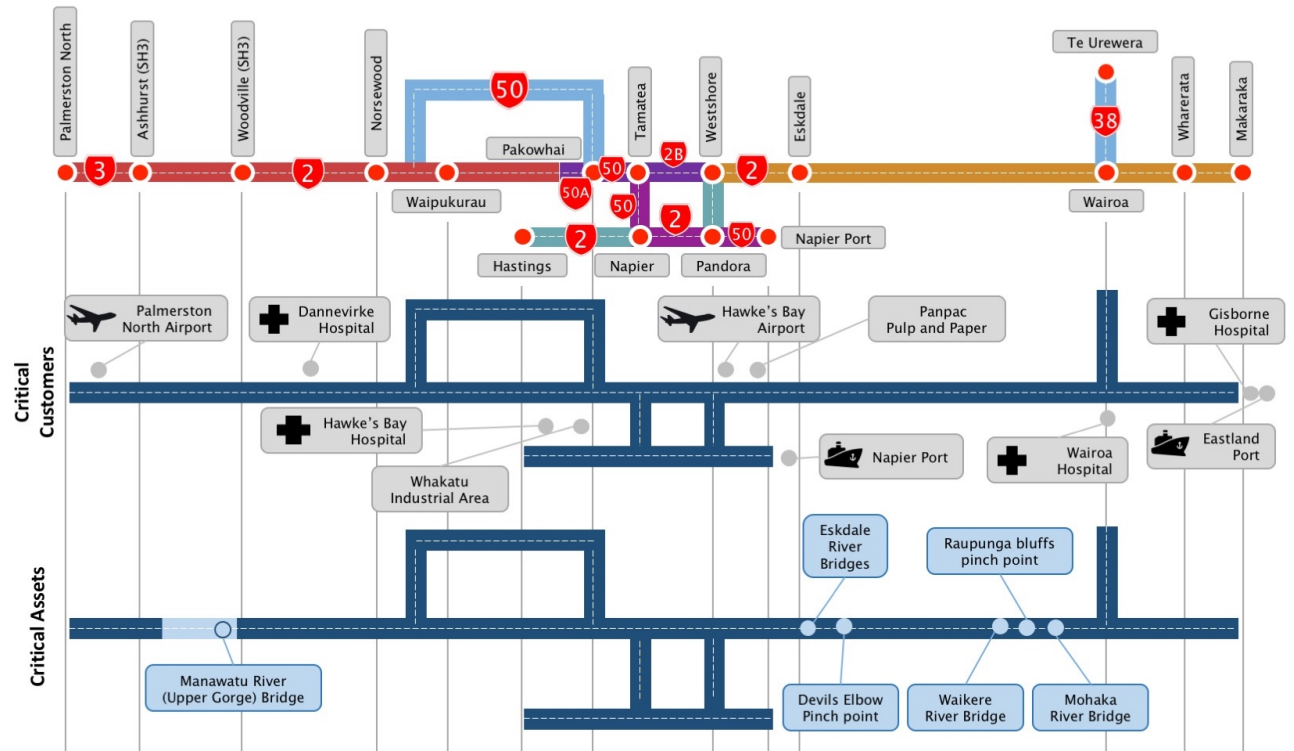 Palmerston North
Ashhurst (SH3)
Woodville (SH3)
Norsewood
Tamatea
Westshore
Eskdale
Te Urewera
Wharerata
Makaraka
50
38
Pakowhai
2B
3
2
50
2
50A
Waipukurau
Wairoa
50
2
2
50
Napier Port
Hastings
Napier
Pandora
Critical
Customers
Palmerston
North Airport
Dannevirke
Hospital
Hawke's Bay
Airport
Panpac
Pulp and Paper
Gisborne
Hospital
Hawke's Bay
Hospital
Whakatu
Industrial Area
Napier Port
Wairoa
Hospital
Eastland
Port
Critical Assets
Eskdale
River
Bridges
Raupunga bluffs
pinch point
Manawatu River
(Upper Gorge) Bridge
Devils Elbow
Pinch point
Waikere
River Bridge
Mohaka
River Bridge